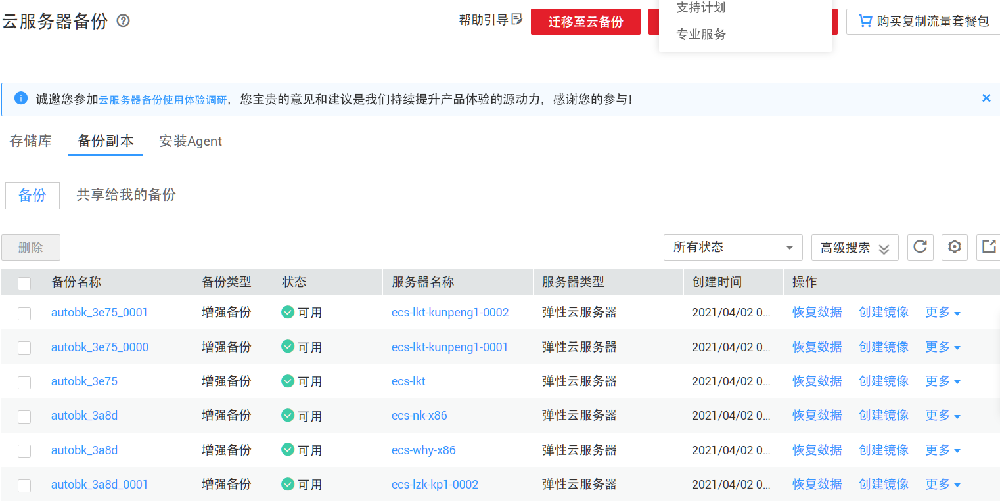 云服务器备份
帮助引导
迁移至云备份
支持计划
专业服务
购买复制流量套餐包
诚邀您参加云服务器备份使用体验调研，您宝贵的意见和建议是我们持续提升产品体验的源动力，感谢您的参与！
存储库 备份副本 安装Agent
备份 共享给我的备份
删除 所有状态 高级搜索
备份名称 备份类型 状态 服务器名称 服务器类型 创建时间 操作
autobk_3e75_0001 增强备份 可用 ecs-lkt-kunpeng1-0002 弹性云服务器 2021/04/02 0... 恢复数据 创建镜像 更多
autobk_3e75_0000 增强备份 可用 ecs-lkt-kunpeng1-0001 弹性云服务器 2021/04/02 0... 恢复数据 创建镜像 更多
autobk_3e75 增强备份 可用 ecs-lkt 弹性云服务器 2021/04/02 0... 恢复数据 创建镜像 更多
autobk_3a8d 增强备份 可用 ecs-nk-x86 弹性云服务器 2021/04/02 0... 恢复数据 创建镜像 更多
autobk_3a8d 增强备份 可用 ecs-why-x86 弹性云服务器 2021/04/02 0... 恢复数据 创建镜像 更多
autobk_3a8d_0001 增强备份 可用 ecs-lzk-kp1-0002 弹性云服务器 2021/04/02 0... 恢复数据 创建镜像 更多